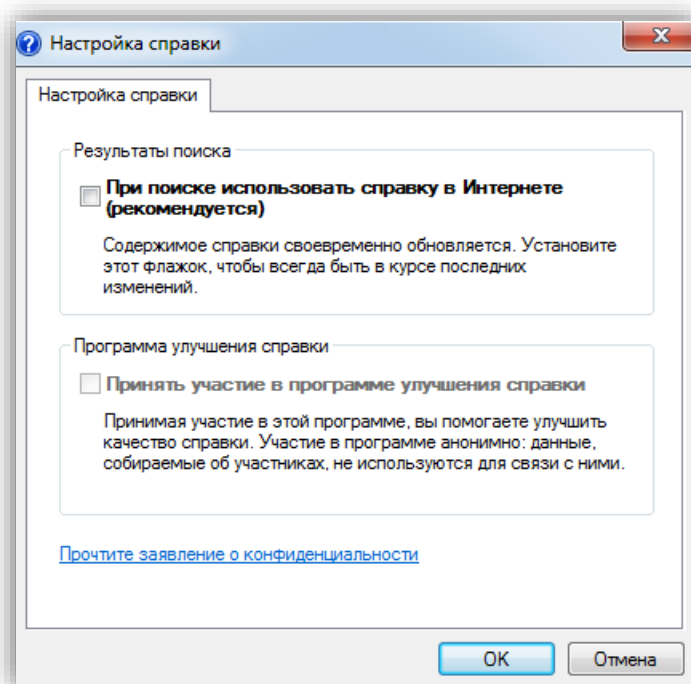 Настройка справки
Настройка справки
Результаты поиска
При поиске использовать справку в Интернете
(рекомендуется)
Содержимое справки своевременно обновляется. Установите
этот флажок, чтобы всегда быть в курсе последних
изменений.
Программа улучшения справки
Принять участие в программе улучшения справки
Принимая участие в этой программе, вы помогаете улучшить
качество справки. Участие в программе анонимно: данные,
собираемые об участниках, не используются для связи с ними.
Прочтите заявление о конфиденциальности
OK Отмена